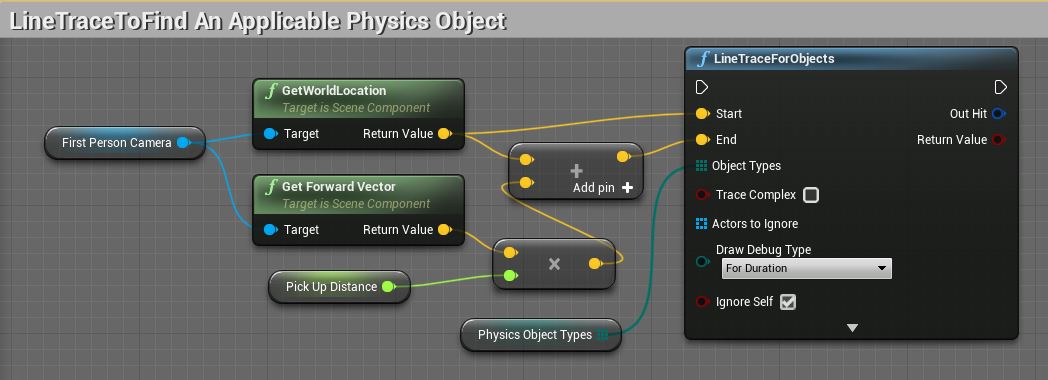 LineTraceToFind An Applicable Physics Object
First Person Camera
f GetWorldLocation
Target is Scene Component
Target Return Value
f Get Forward Vector
Target is Scene Component
Target Return Value
Pick Up Distance
+
Add pin +
×
Physics Object Types
f LineTraceForObjects
Start Out Hit
End Return Value
Object Types
Trace Complex
Actors to Ignore
Draw Debug Type
For Duration
Ignore Self